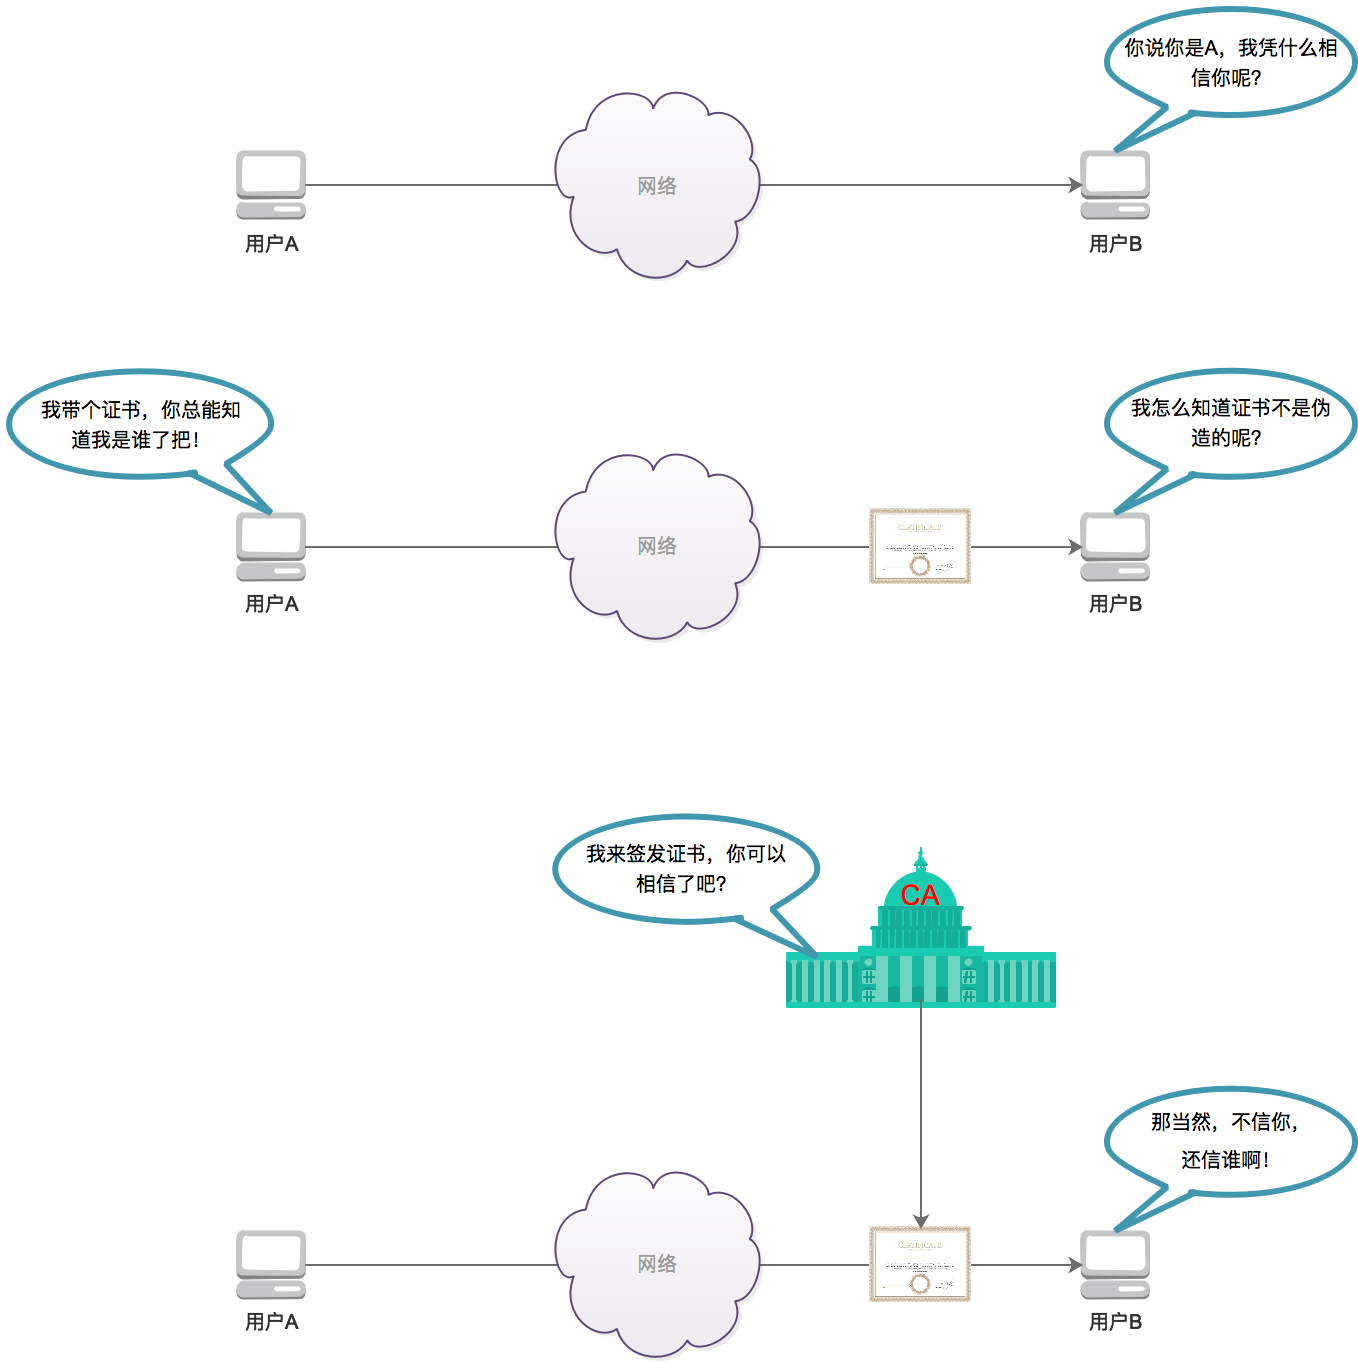 你说你是A，我凭什么相
信你呢？
网络
用户A
用户B
我带个证书，你总能知
道我是谁了把！
我怎么知道证书不是伪
造的呢？
网络
CERTIFICATE
用户A
用户B
我来签发证书，你可以
相信了吧？
CA
那当然，不信你，
还信谁啊！
网络
CERTIFICATE
用户A
用户B